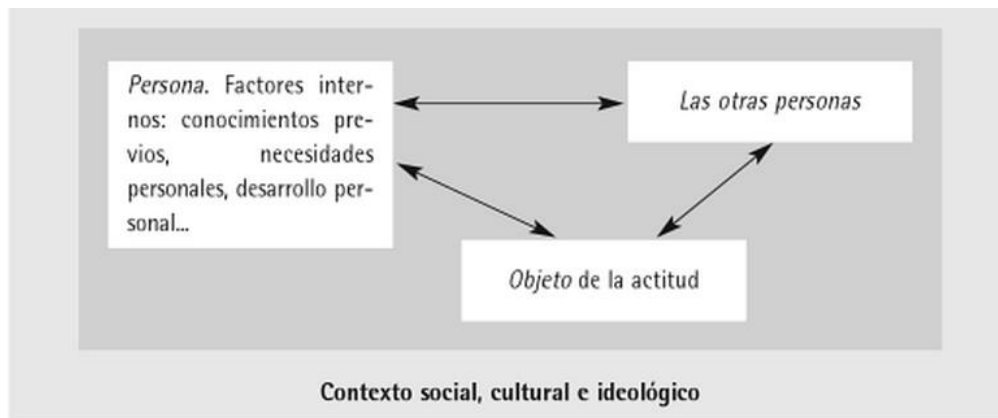 Persona. Factores inter-
nos: conocimientos pre-
vios, necesidades
personales, desarrollo per-
sonal...
Las otras personas
Objeto de la actitud
Contexto social, cultural e ideológico